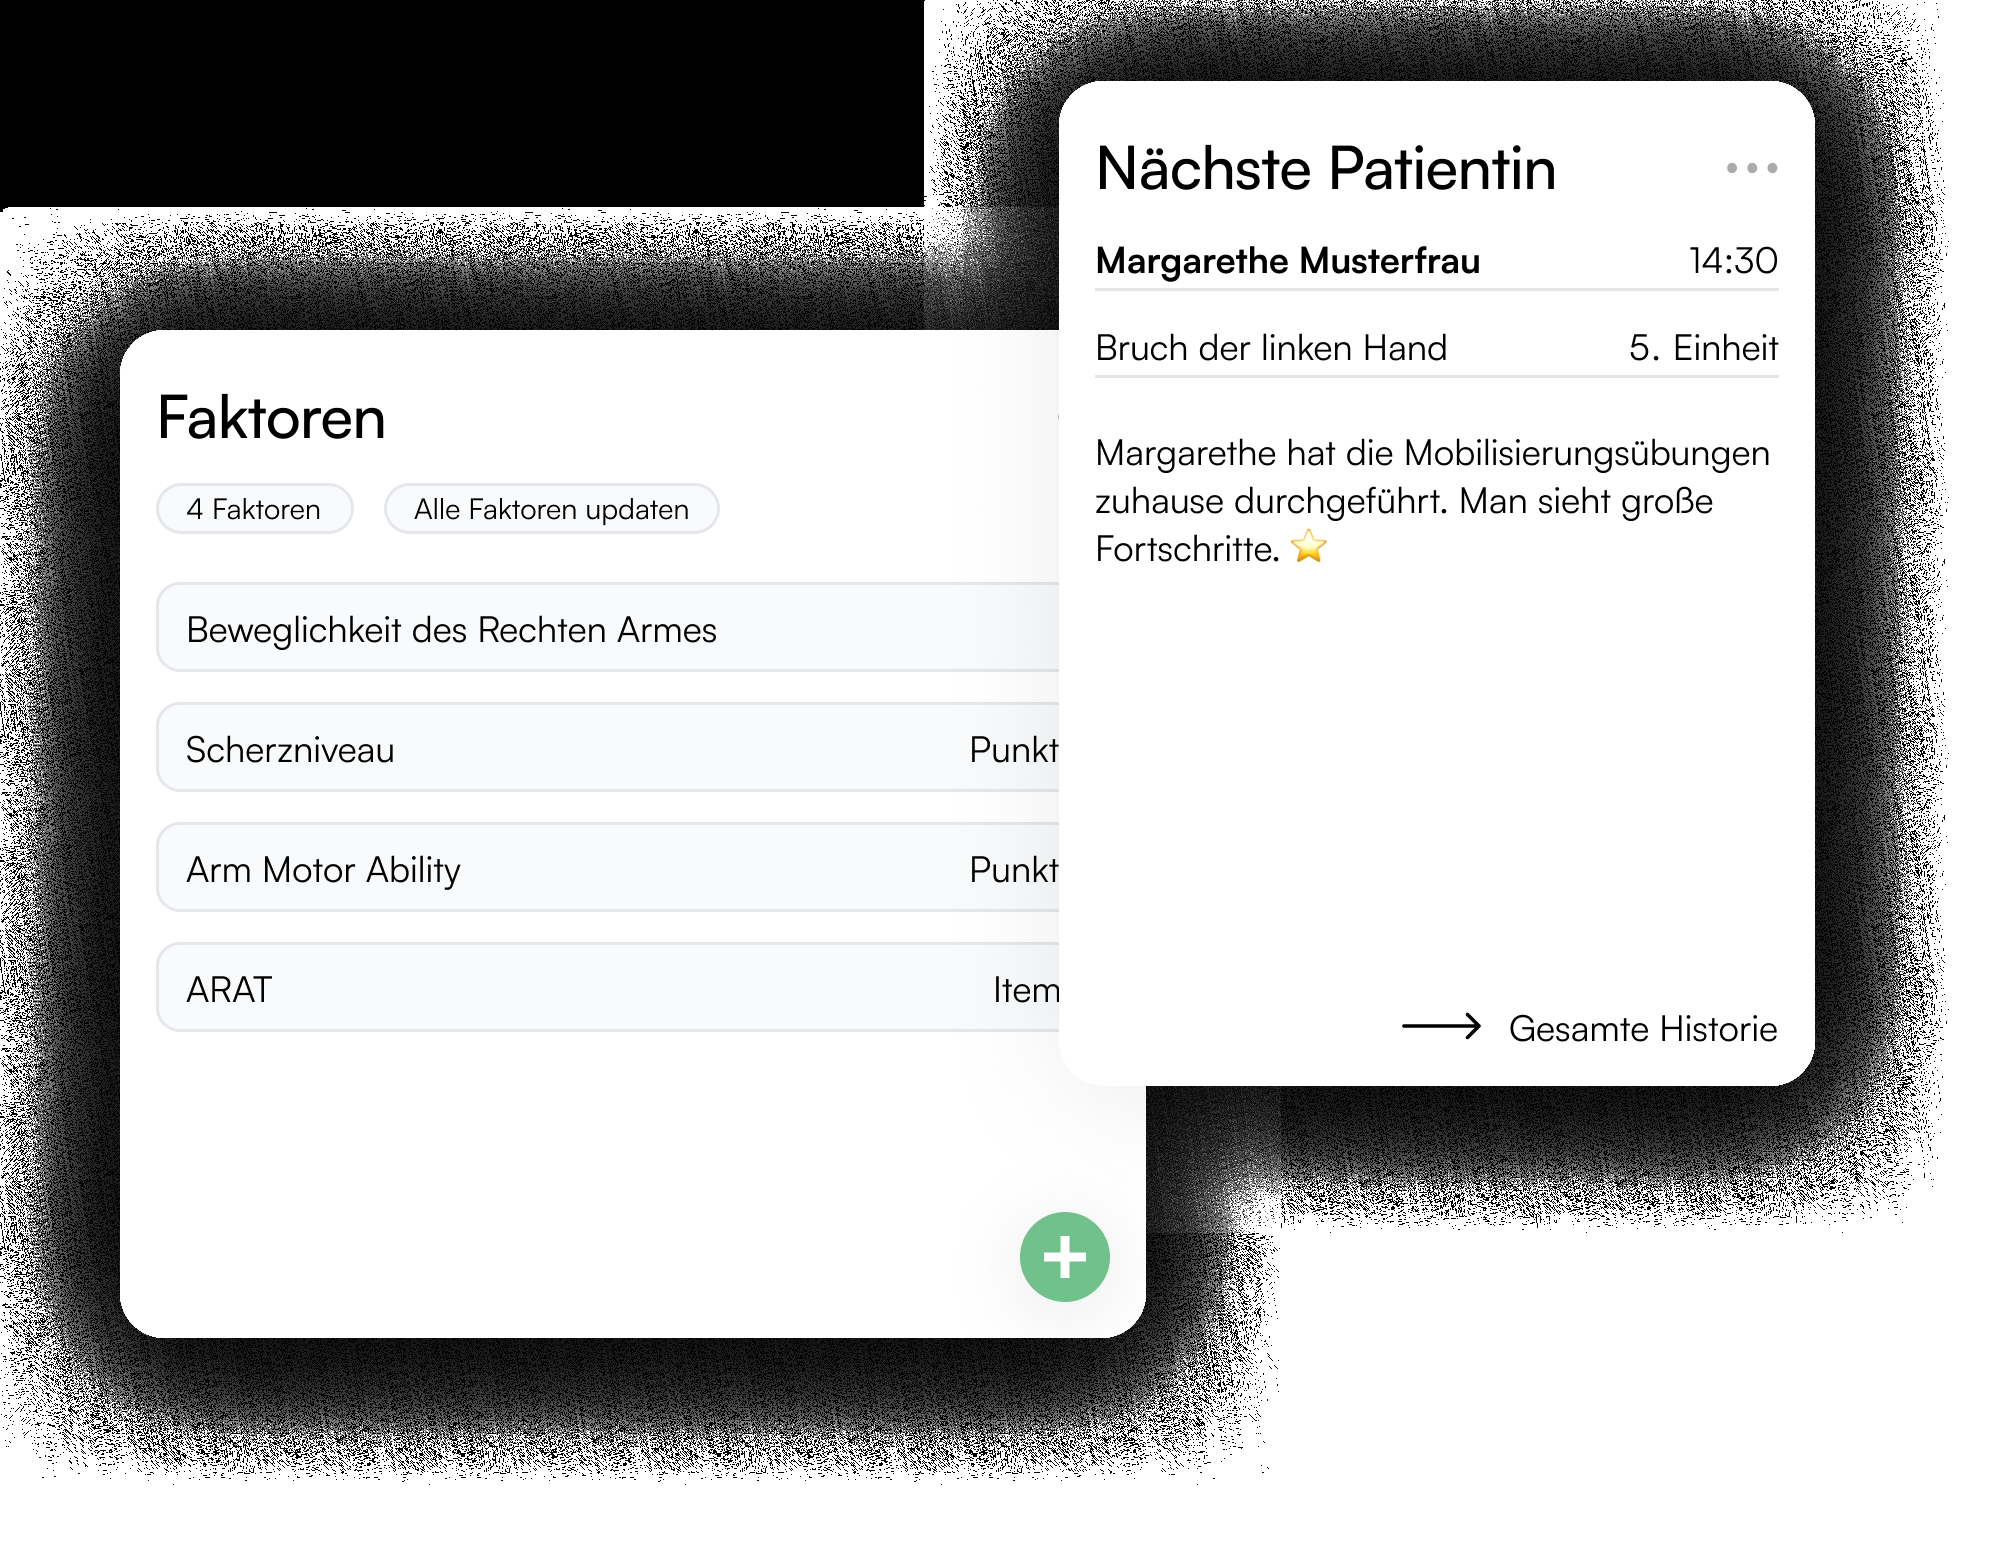 Faktoren
4 Faktoren
Alle Faktoren updaten
Beweglichkeit des Rechten Armes
Scherzniveau Punkt
Arm Motor Ability Punkt
ARAT Item
Nächste Patientin
Margarethe Musterfrau 14:30
Bruch der linken Hand 5. Einheit
Margarethe hat die Mobilisierungsübungen
zuhause durchgeführt. Man sieht große
Fortschritte. ⭐
Gesamte Historie